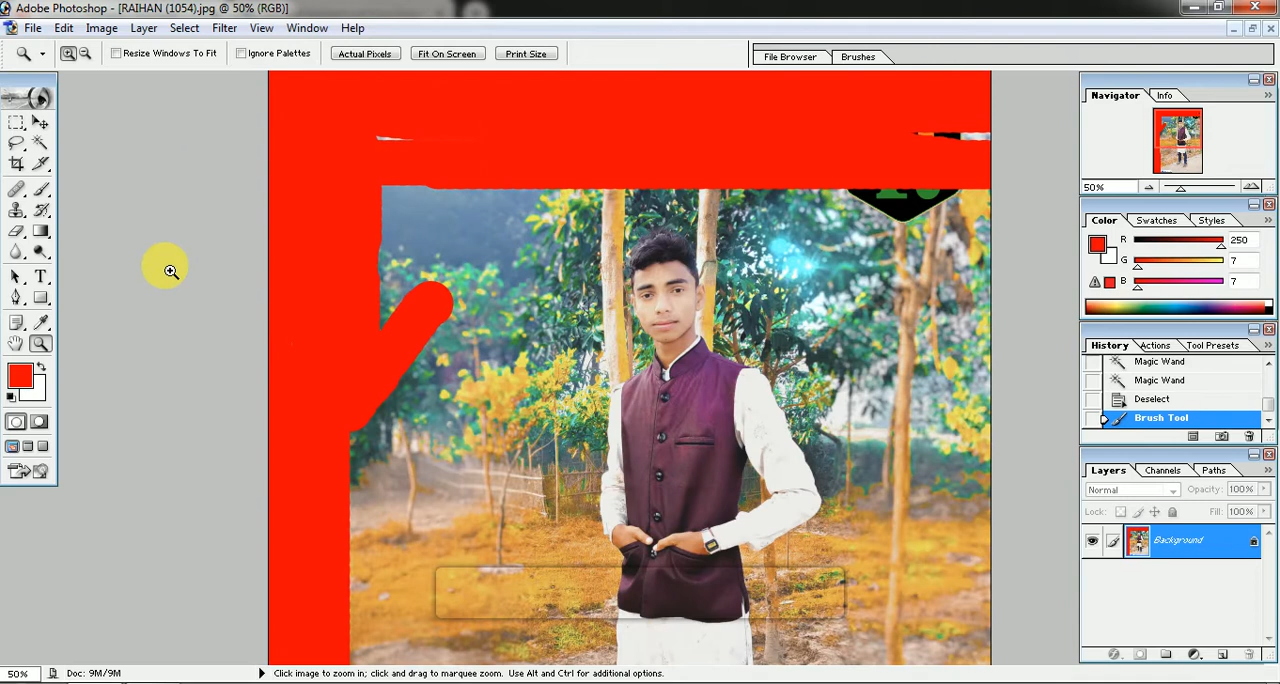 Adobe Photoshop - [RAIHAN (1054).jpg @ 50% (RGB)]
File Edit Image Layer Select Filter View Window Help
Resize Windows To Fit Ignore Palettes Actual Pixels Fit On Screen Print Size File Browser Brushes
Navigator Info
50%
Color Swatches Styles
R 250
G 7
B 7
History Actions Tool Presets
Magic Wand
Magic Wand
Deselect
Brush Tool
Layers Channels Paths
Normal Opacity: 100%
Lock: Fill: 100%
Background
50% Doc: 9M/9M Click image to zoom in; click and drag to marquee zoom. Use Alt and Ctrl for additional options.